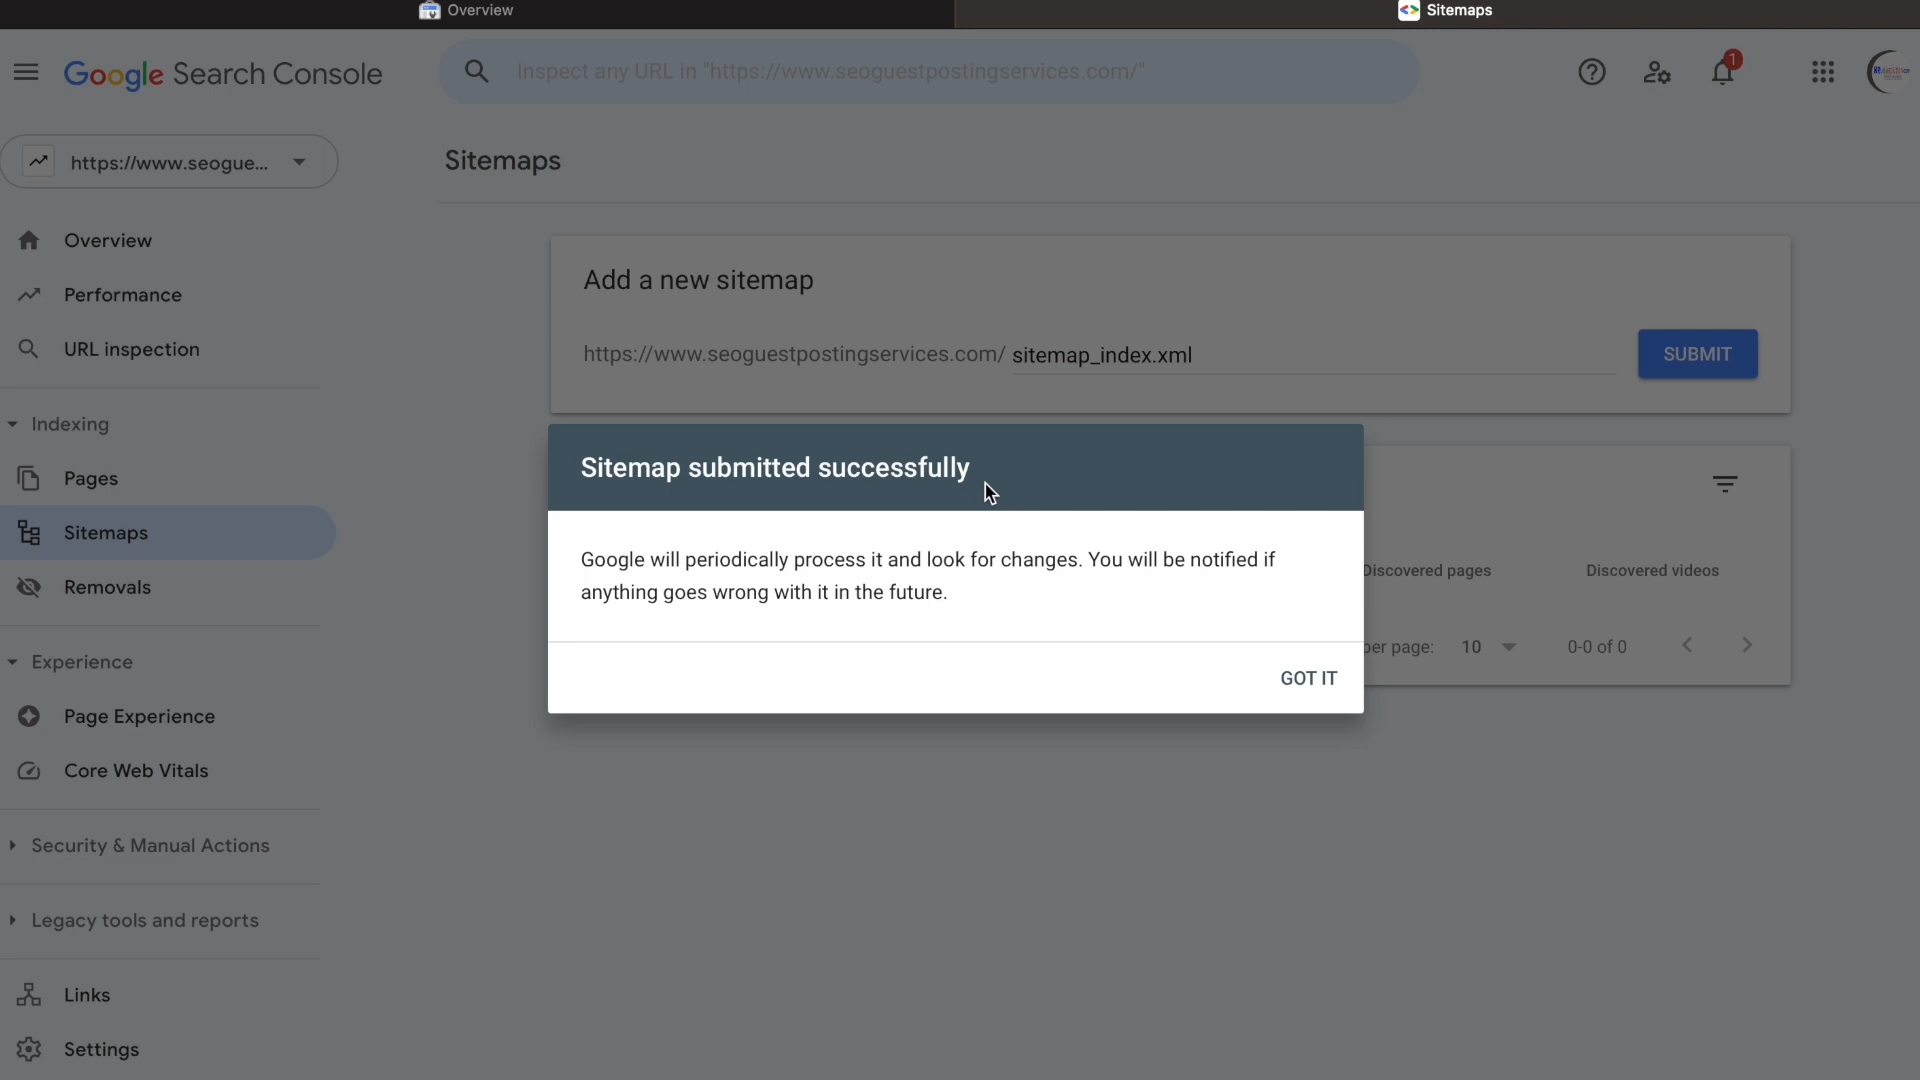 Overview
Sitemaps
Google Search Console
Inspect any URL in "https://www.seoguestpostingservices.com/"
1
https://www.seogue...
Sitemaps
Overview
Performance
URL inspection
Indexing
Pages
Sitemaps
Removals
Experience
Page Experience
Core Web Vitals
Security & Manual Actions
Legacy tools and reports
Links
Settings
Add a new sitemap
https://www.seoguestpostingservices.com/ sitemap_index.xml
SUBMIT
Sitemap submitted successfully
Google will periodically process it and look for changes. You will be notified if
anything goes wrong with it in the future.
GOT IT
Discovered pages
Discovered videos
per page: 10
0-0 of 0